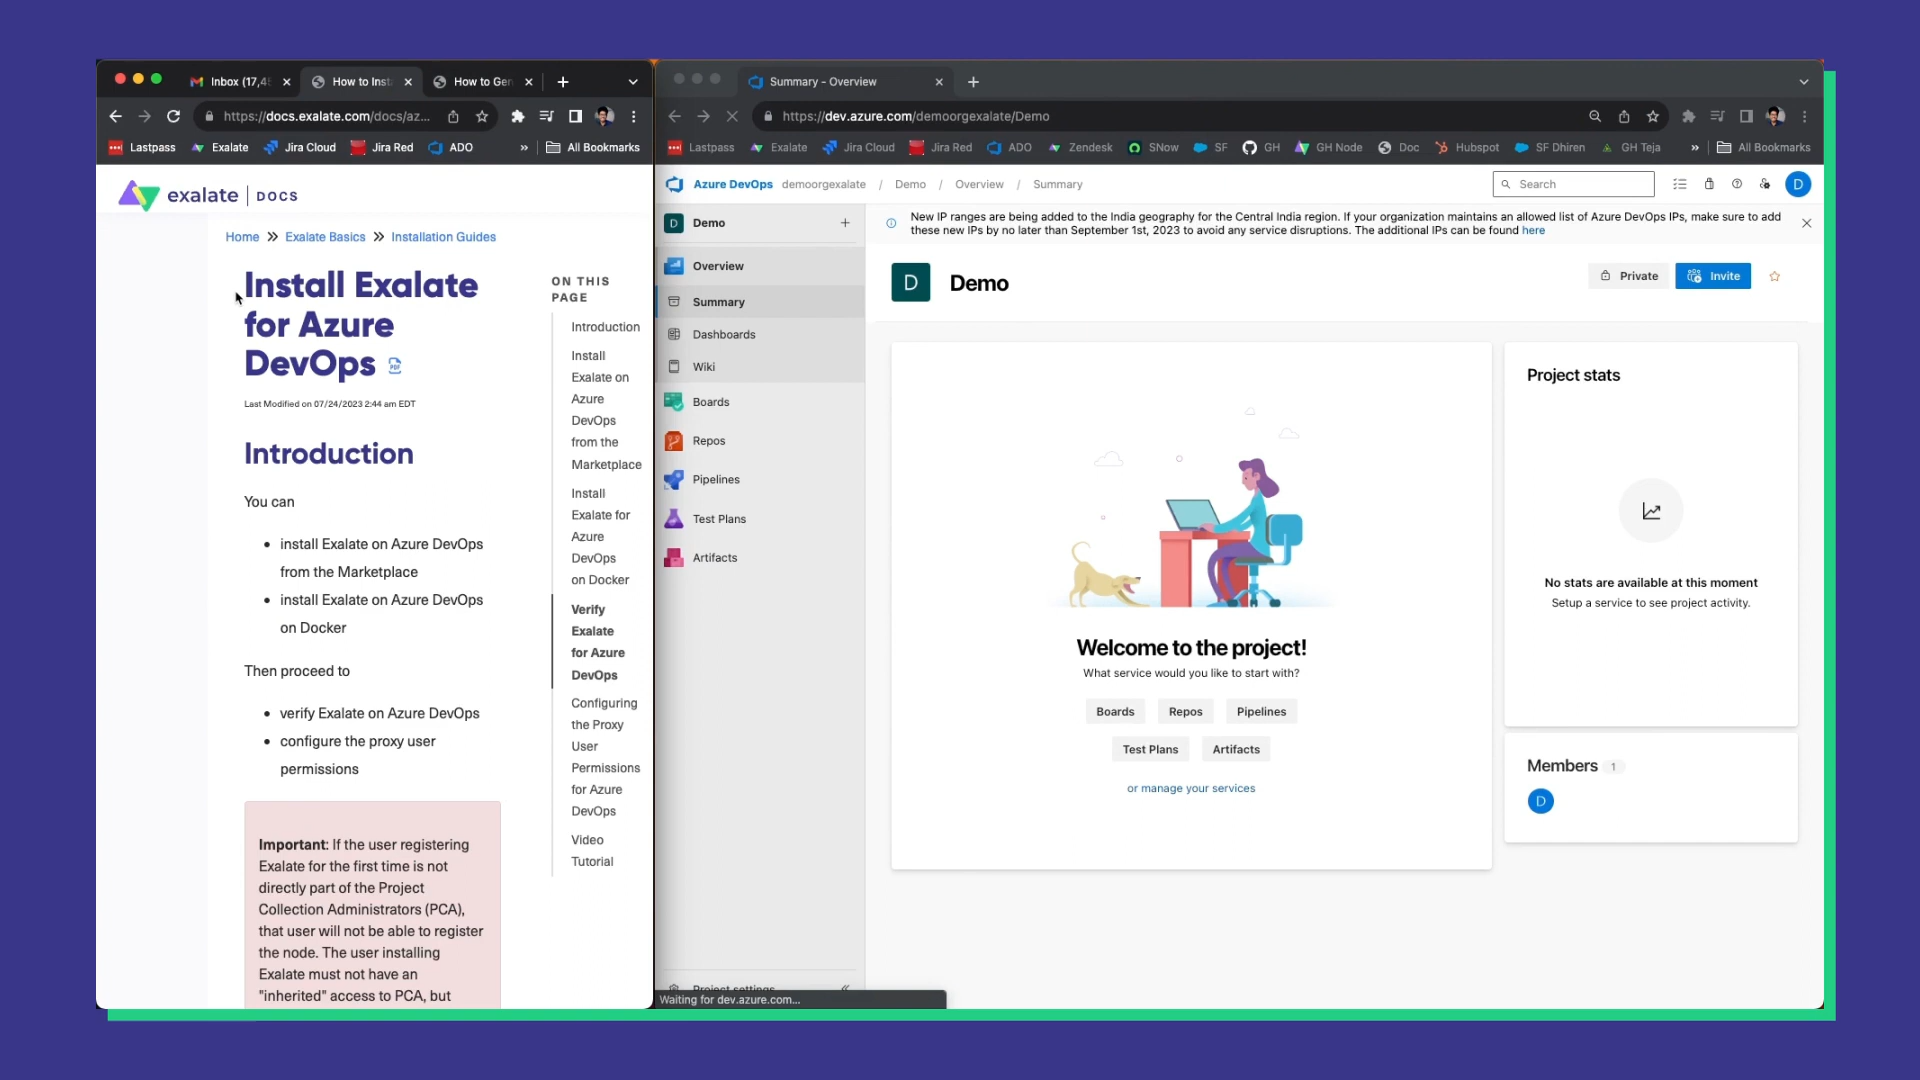 Inbox (17,45
How to Inst
How to Gen
https://docs.exalate.com/docs/az...
Lastpass
Exalate
Jira Cloud
Jira Red
ADO
»
All Bookmarks
exalate | DOCS
Home » Exalate Basics » Installation Guides
Install Exalate
for Azure
DevOps
PDF
Last Modified on 07/24/2023 2:44 am EDT
Introduction
You can
• install Exalate on Azure DevOps
from the Marketplace
• install Exalate on Azure DevOps
on Docker
Then proceed to
• verify Exalate on Azure DevOps
• configure the proxy user
permissions
Important: If the user registering
Exalate for the first time is not
directly part of the Project
Collection Administrators (PCA),
that user will not be able to register
the node. The user installing
Exalate must not have an
"inherited" access to PCA, but
ON THIS
PAGE
Introduction
Install
Exalate on
Azure
DevOps
from the
Marketplace
Install
Exalate for
Azure
DevOps
on Docker
Verify
Exalate
for Azure
DevOps
Configuring
the Proxy
User
Permissions
for Azure
DevOps
Video
Tutorial
Summary - Overview
https://dev.azure.com/demoorgexalate/Demo
Lastpass
Exalate
Jira Cloud
Jira Red
ADO
Zendesk
SNow
SF
GH
GH Node
Doc
Hubspot
SF Dhiren
GH Teja
»
All Bookmarks
Azure DevOps demoorgexalate / Demo / Overview / Summary
Search
D
D Demo +
Overview
Summary
Dashboards
Wiki
Boards
Repos
Pipelines
Test Plans
Artifacts
Project settings
Waiting for dev.azure.com...
New IP ranges are being added to the India geography for the Central India region. If your organization maintains an allowed list of Azure DevOps IPs, make sure to add
these new IPs by no later than September 1st, 2023 to avoid any service disruptions. The additional IPs can be found here
D Demo
Private
Invite
Welcome to the project!
What service would you like to start with?
Boards
Repos
Pipelines
Test Plans
Artifacts
or manage your services
Project stats
No stats are available at this moment
Setup a service to see project activity.
Members 1
D